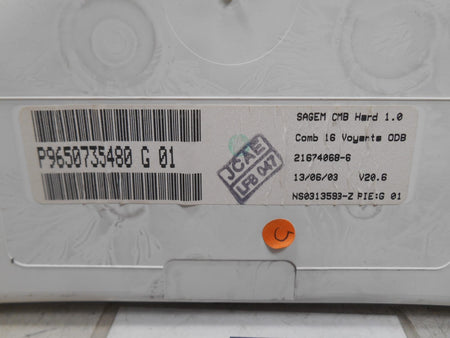 P9650735480 G 01
JCAE
LFB 047
SAGEM CMB Hard 1.0
Comb 16 Voyants ODB
21674068-6
13/06/03 V20.6
NS0313593-Z PIE:G 01
C